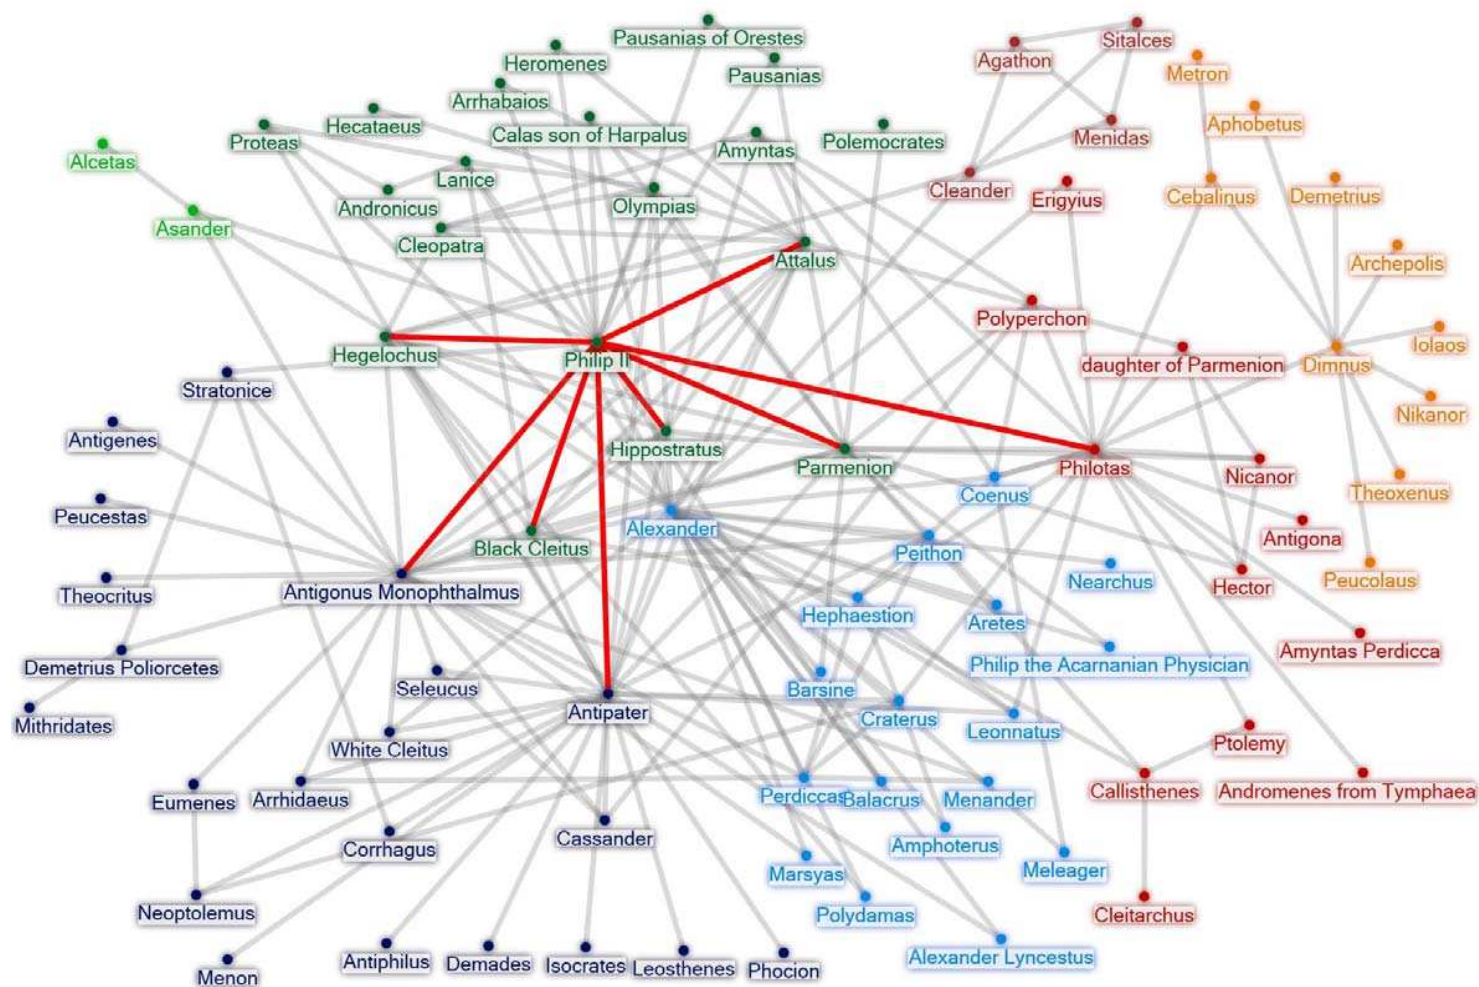 Pausanias of Orestes
Sitalces
Heromenes
Agathon
Pausanias
Metron
Arrhabaios
Hecataeus
Calas son of Harpalus
Proteas
Amyntas
Polemocrates
Menidas
Aphobetus
Alcetas
Lanice
Cleander
Erigyius
Cebalinus
Demetrius
Andronicus
Olympias
Asander
Cleopatra
Attalus
Archepolis
Polyperchon
Hegelochus
Philip II
daughter of Parmenion
Dimnus
Iolaos
Stratonice
Nikanor
Antigenes
Hippostratus
Parmenion
Philotas
Nicanor
Coenus
Theoxenus
Peucestas
Alexander
Antigona
Black Cleitus
Peithon
Nearchus
Peucolaus
Theocritus
Antigonus Monophthalmus
Hector
Hephaestion
Aretes
Amyntas Perdicca
Demetrius Poliorcetes
Philip the Acarnanian Physician
Seleucus
Barsine
Mithridates
Antipater
Craterus
Leonnatus
White Cleitus
Ptolemy
Eumenes
Arrhidaeus
Perdiccas
Balacrus
Menander
Callisthenes
Andromenes from Tymphaea
Corrhagus
Cassander
Amphoterus
Marsyas
Meleager
Neoptolemus
Polydamas
Cleitarchus
Menon
Antiphilus
Demades
Isocrates
Leosthenes
Phocion
Alexander Lyncestus